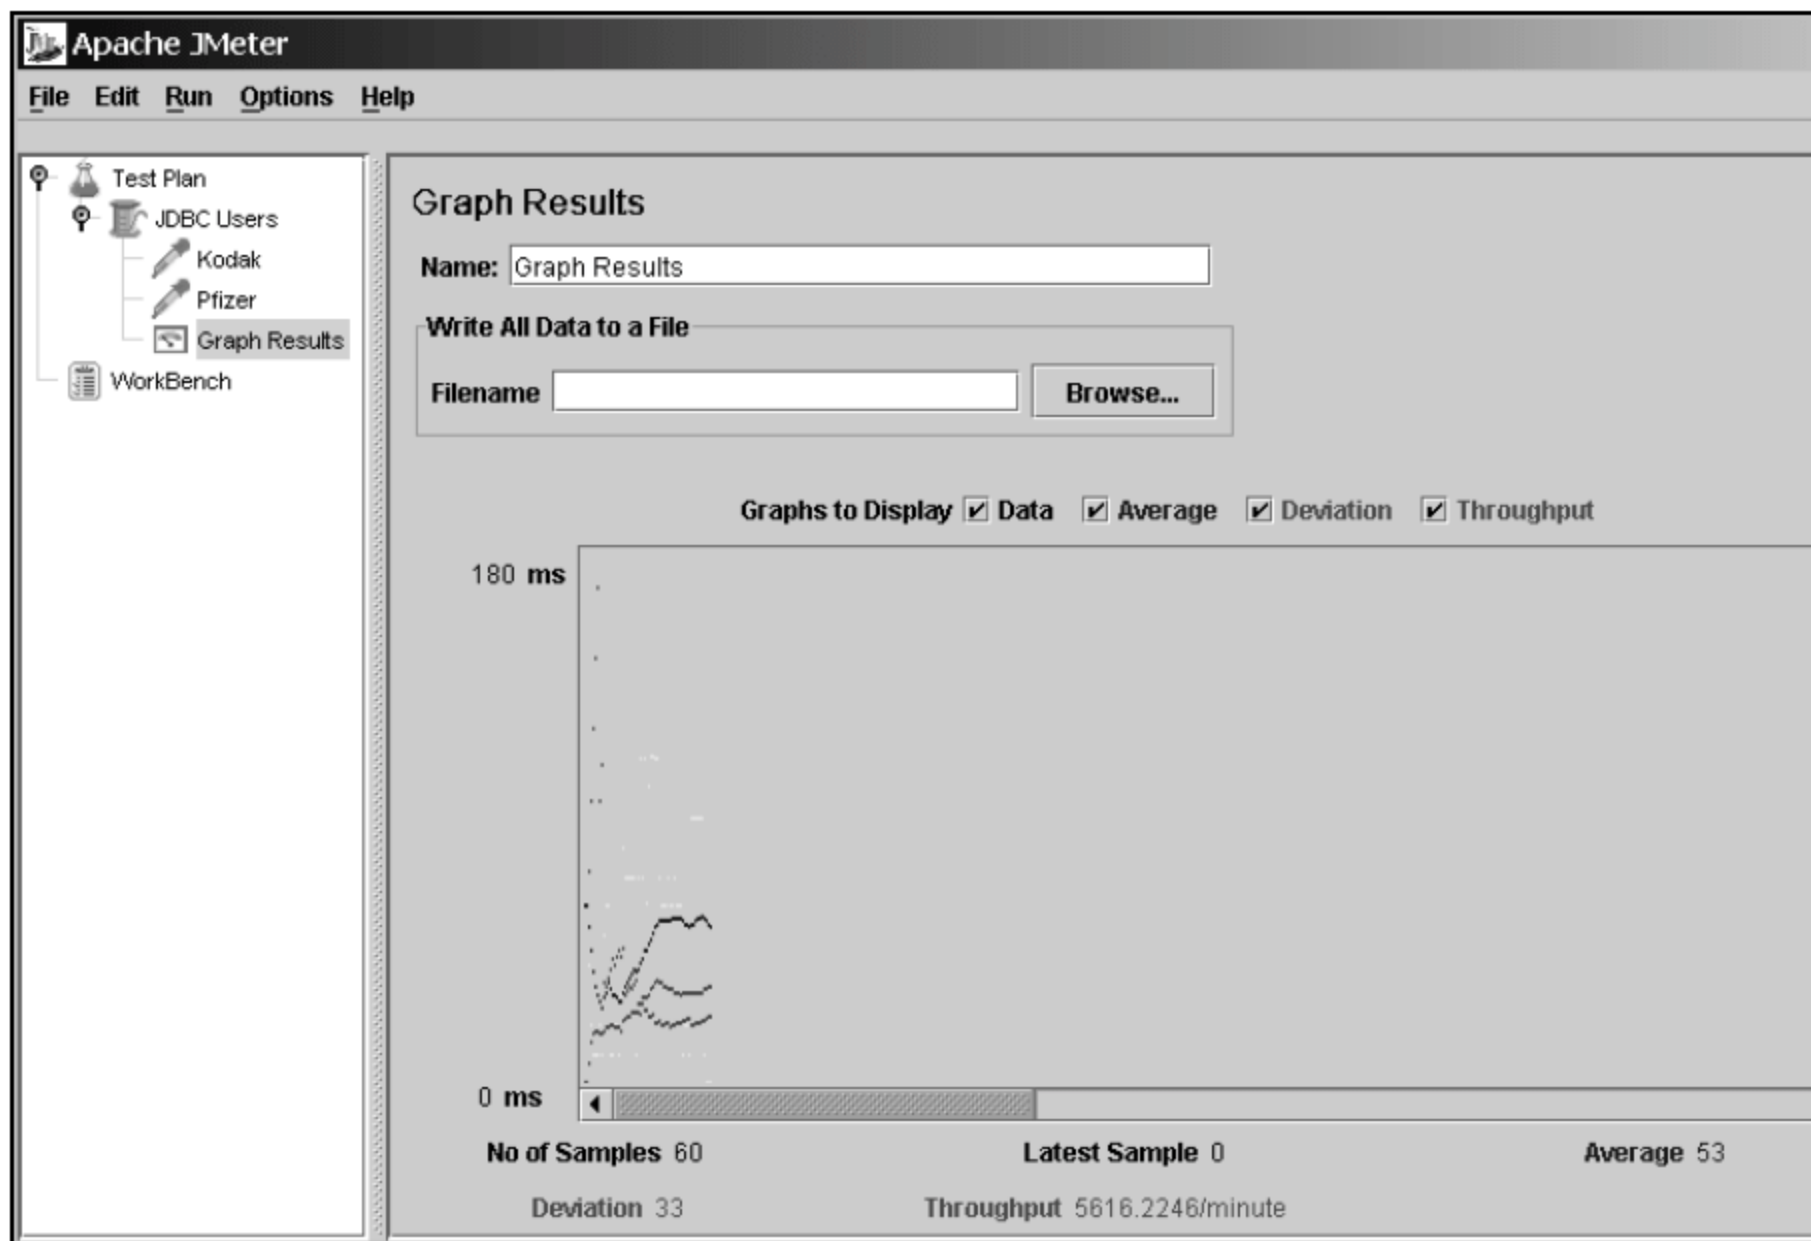 Apache JMeter
File Edit Run Options Help
Test Plan
JDBC Users
Kodak
Pfizer
Graph Results
WorkBench
Graph Results
Name: Graph Results
Write All Data to a File
Filename Browse...
Graphs to Display Data Average Deviation Throughput
180 ms
0 ms
No of Samples 60 Latest Sample 0 Average 53
Deviation 33 Throughput 5616.2246/minute